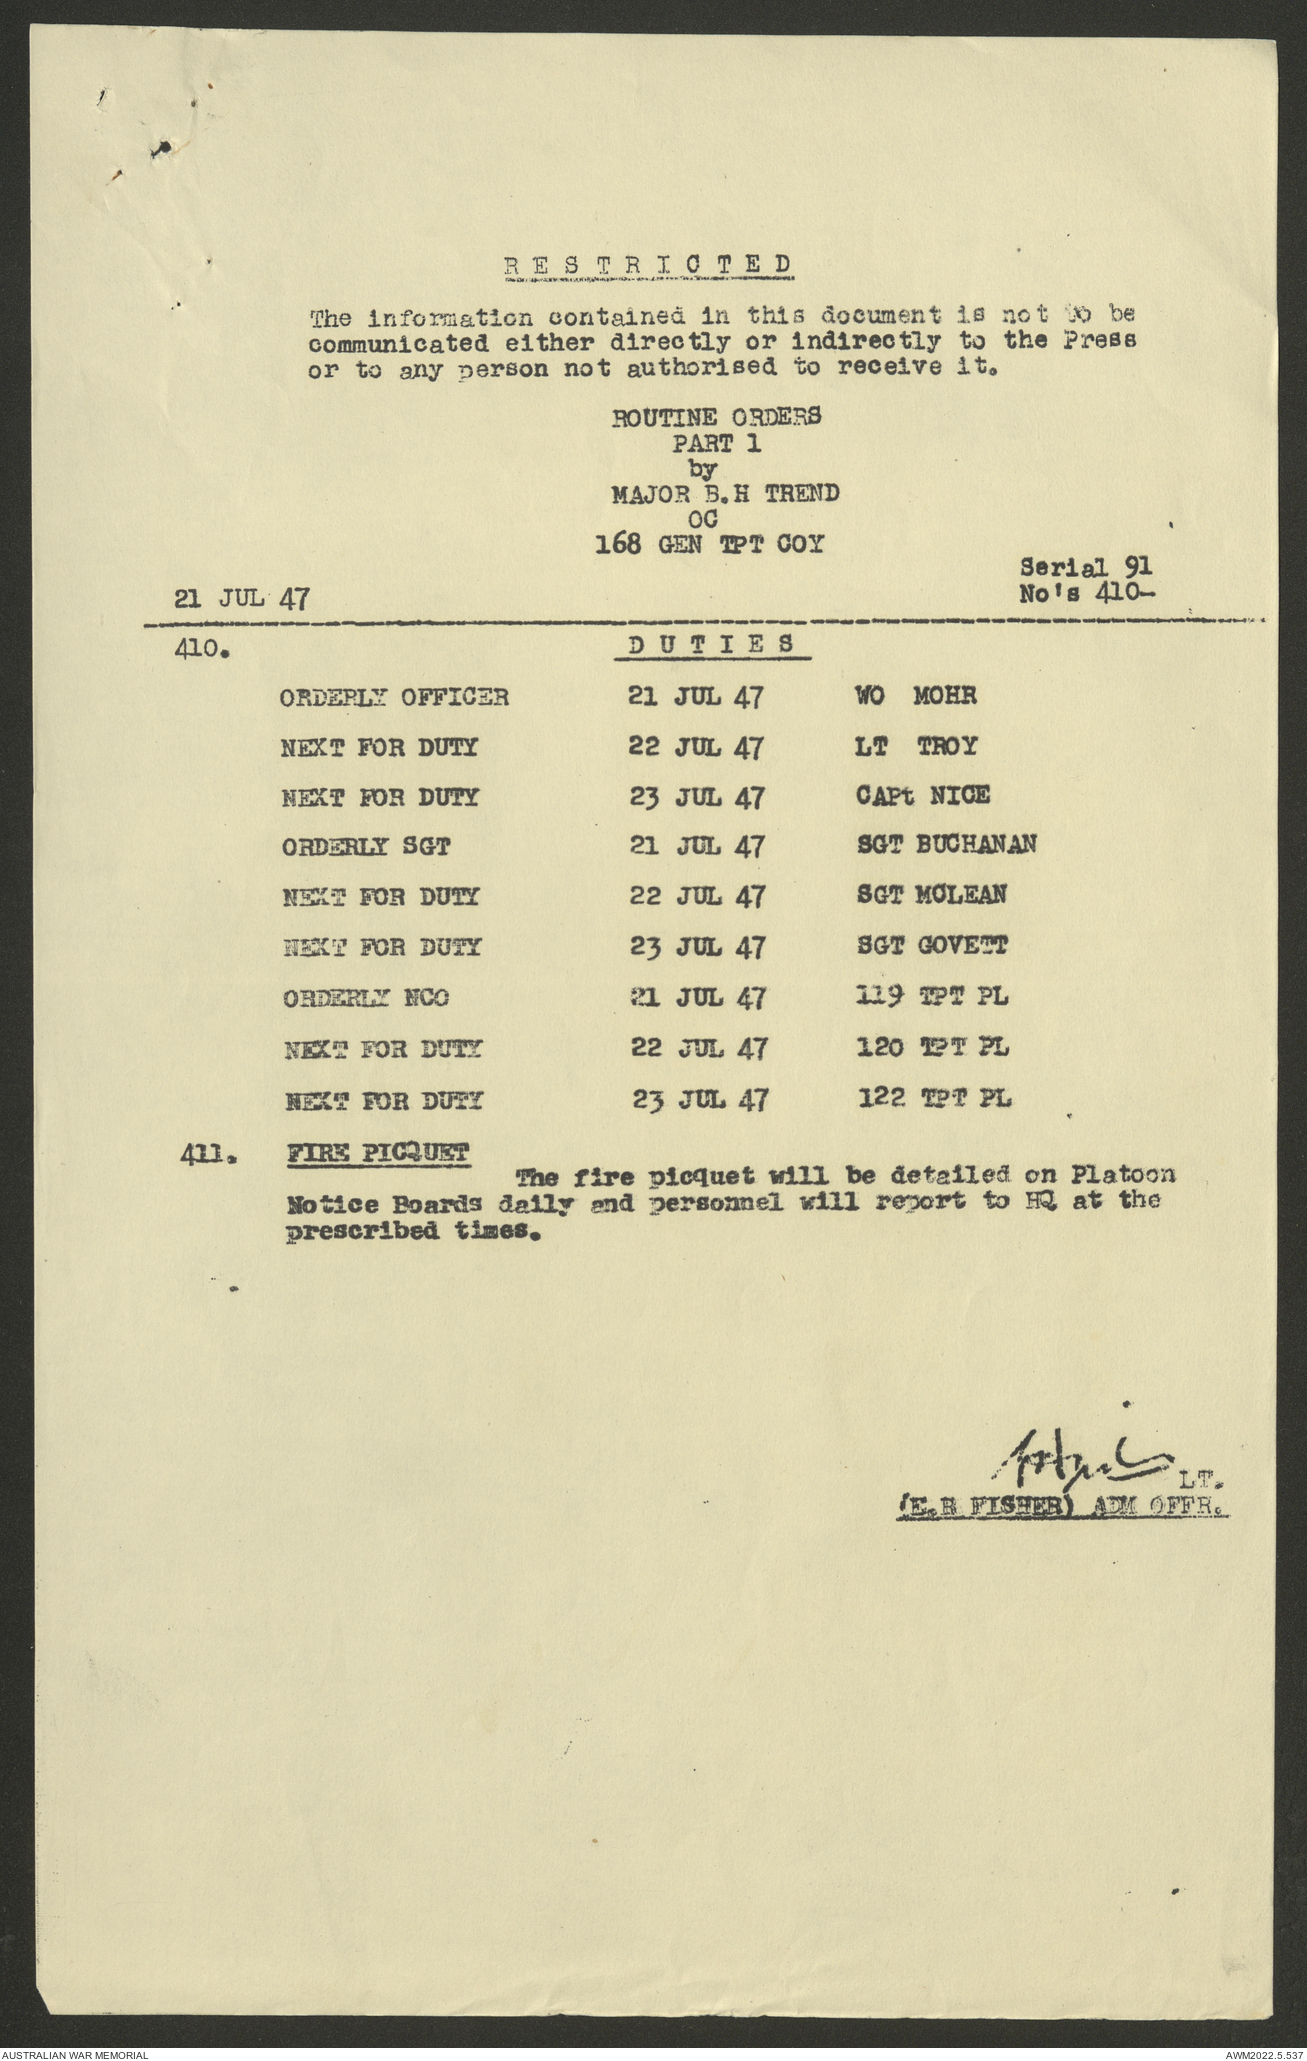 RESTRICTED
The information contained in this document is not to be
communicated either directly or indirectly to the Press
or to any person not authorised to receive it.
ROUTINE ORDERS
PART 1
by
MAJOR B.H TREND
OC
168 GEN TPT COY
Serial 91
21 JUL 47 No's 410-
410. DUTIES
ORDERLY OFFICER 21 JUL 47 WO MOHR
NEXT FOR DUTY 22 JUL 47 LT TROY
NEXT FOR DUTY 23 JUL 47 CAPt NICE
ORDERLY SGT 21 JUL 47 SGT BUCHANAN
NEXT FOR DUTY 22 JUL 47 SGT MCLEAN
NEXT FOR DUTY 23 JUL 47 SGT GOVETT
ORDERLY NCO 21 JUL 47 119 TPT PL
NEXT FOR DUTY 22 JUL 47 120 TPT PL
NEXT FOR DUTY 23 JUL 47 122 TPT PL
411. FIRE PICQUET
The fire picquet will be detailed on Platoon
Notice Boards daily and personnel will report to HQ at the
prescribed times.
LT.
(E.R FISHER) ADM OFFR.
AUSTRALIAN WAR MEMORIAL AWM2022.5.537